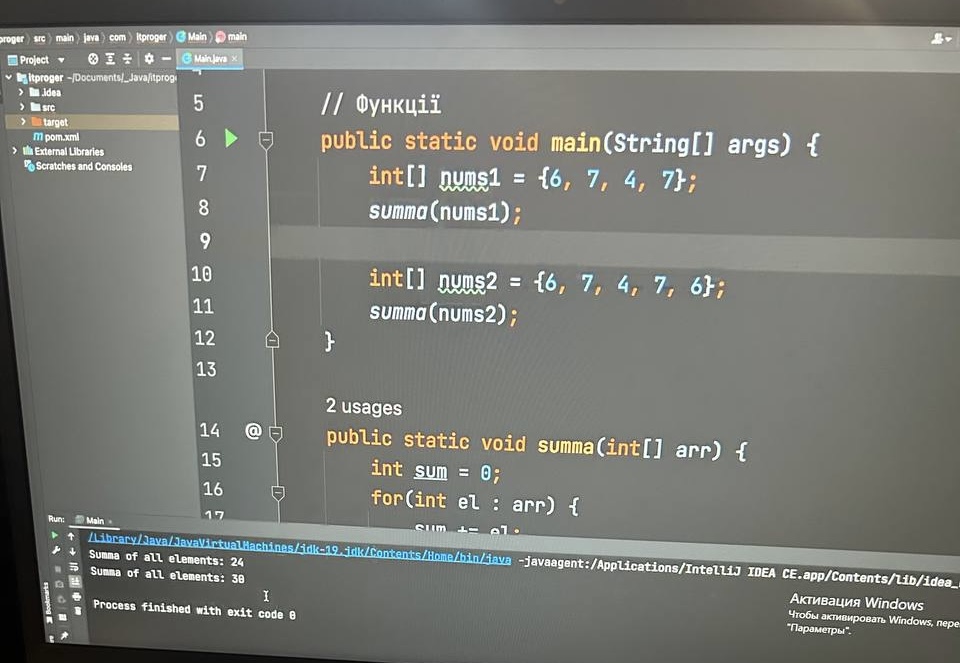 proger src main java com itproger Main main
Project
Main.java
itproger ~/Documents/_Java/itproge
.idea
src
target
pom.xml
External Libraries
Scratches and Consoles
5 // Функції
6 public static void main(String[] args) {
7 int[] nums1 = {6, 7, 4, 7};
8 summa(nums1);
9
10 int[] nums2 = {6, 7, 4, 7, 6};
11 summa(nums2);
12 }
13
2 usages
14 @ public static void summa(int[] arr) {
15 int sum = 0;
16 for(int el : arr) {
17 sum += el;
Run: Main
/Library/Java/JavaVirtualMachines/jdk-19.jdk/Contents/Home/bin/java -javaagent:/Applications/IntelliJ IDEA CE.app/Contents/lib/idea_
Summa of all elements: 24
Summa of all elements: 30
Process finished with exit code 0
Bookmarks
Активация Windows
Чтобы активировать Windows, пере
"Параметры".